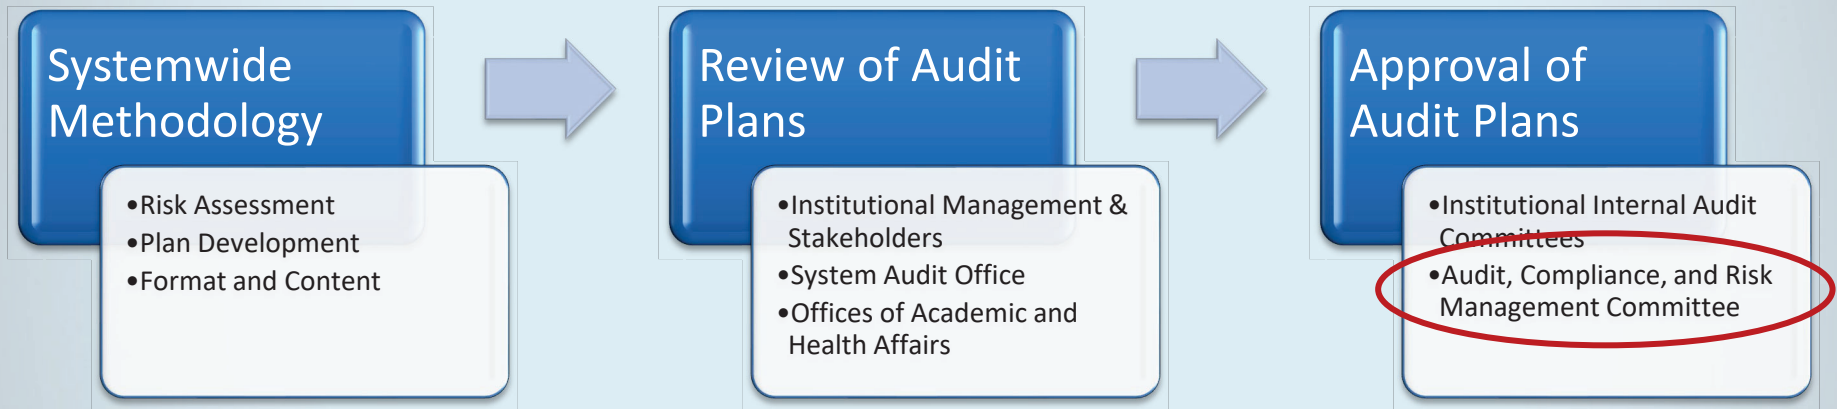 Systemwide
Methodology
•Risk Assessment
•Plan Development
•Format and Content
Review of Audit
Plans
•Institutional Management &
Stakeholders
•System Audit Office
•Offices of Academic and
Health Affairs
Approval of
Audit Plans
•Institutional Internal Audit
Committees
•Audit, Compliance, and Risk
Management Committee